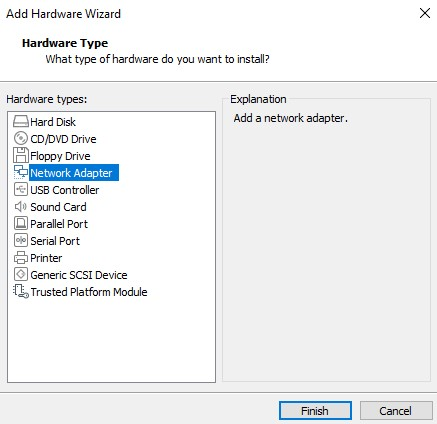 Add Hardware Wizard
Hardware Type
What type of hardware do you want to install?
Hardware types:
Hard Disk
CD/DVD Drive
Floppy Drive
Network Adapter
USB Controller
Sound Card
Parallel Port
Serial Port
Printer
Generic SCSI Device
Trusted Platform Module
Explanation
Add a network adapter.
Finish
Cancel